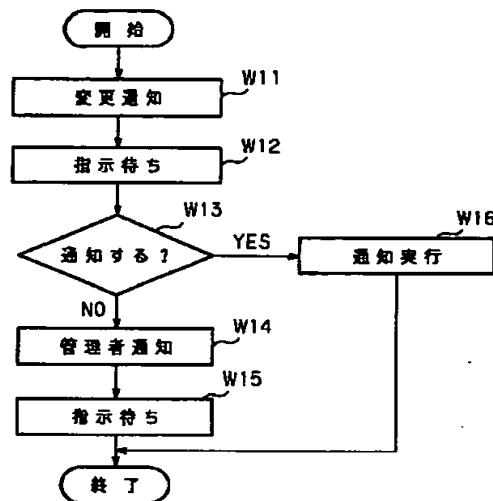 開始
W11
変更通知
W12
指示待ち
W13
通知する?
YES
W16
通知実行
NO
W14
管理者通知
W15
指示待ち
終了